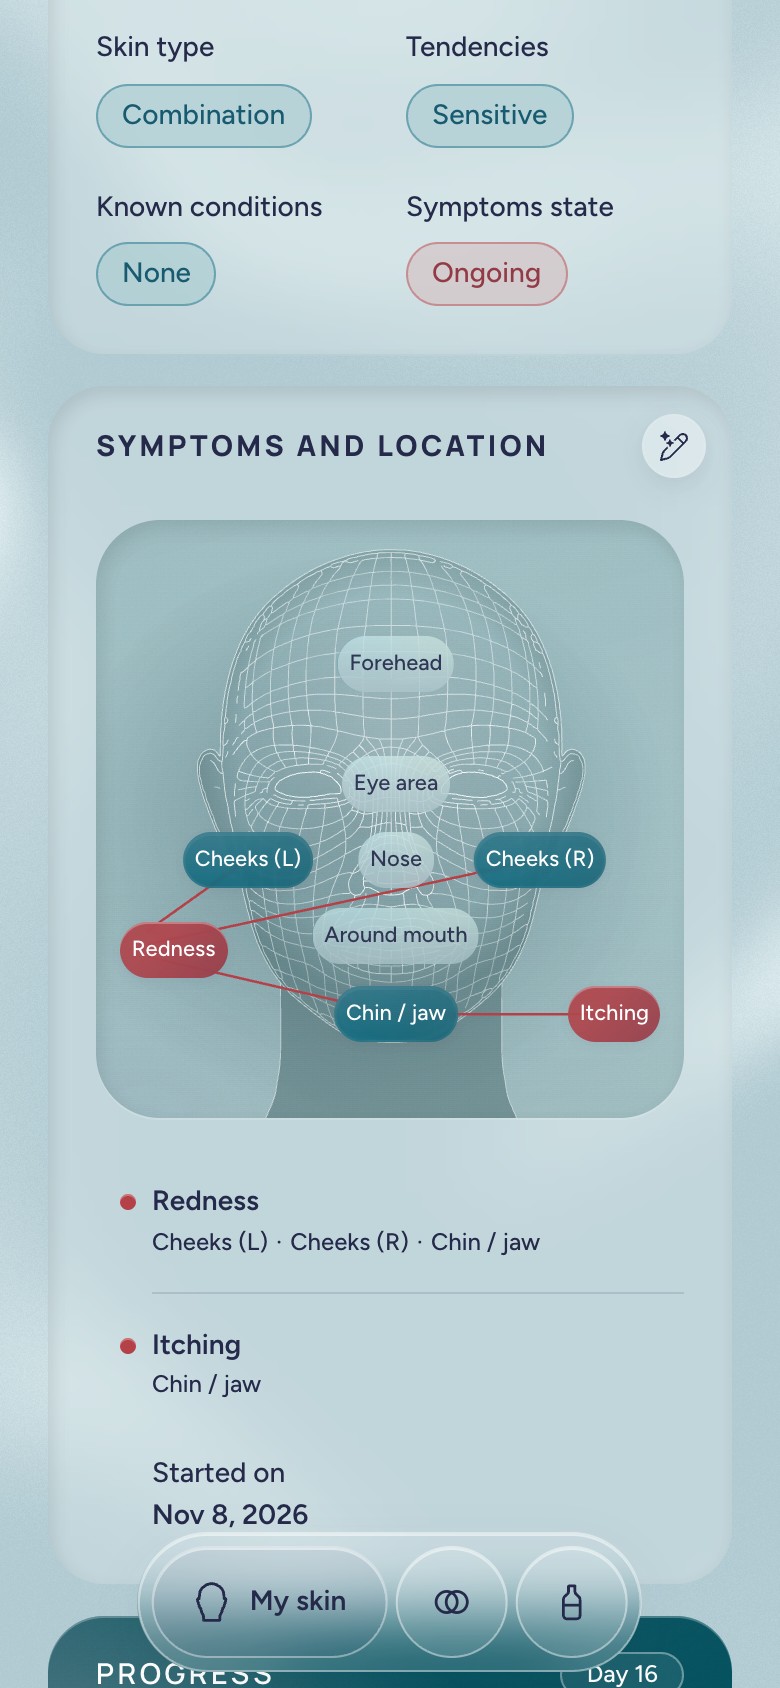 Skin type
Tendencies
Combination
Sensitive
Known conditions
Symptoms state
None
Ongoing
SYMPTOMS AND LOCATION
Forehead
Eye area
Cheeks (L)
Nose
Cheeks (R)
Redness
Around mouth
Chin / jaw
Itching
Redness
Cheeks (L) · Cheeks (R) · Chin / jaw
Itching
Chin / jaw
Started on
Nov 8, 2026
My skin
PROGRESS
Day 16